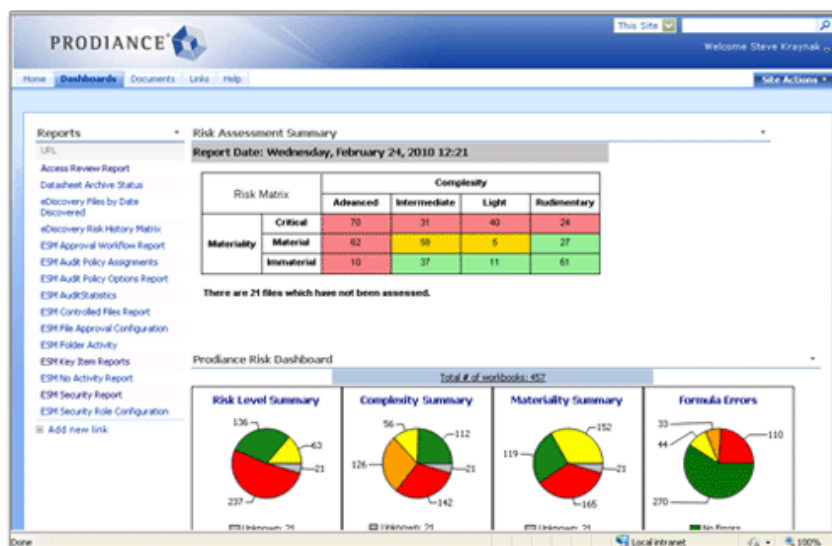 This Site
PRODIANCE
Welcome Steve Kraynak
Home Dashboards Documents Links Help
Site Actions
Reports
URL
Access Review Report
Datasheet Archive Status
eDiscovery Files by Date
Discovered
eDiscovery Risk History Matrix
ESM Approval Workflow Report
ESM Audit Policy Assignments
ESM Audit Policy Options Report
ESM AuditStatistics
ESM Controlled Files Report
ESM File Approval Configuration
ESM Folder Activity
ESM Key Item Reports
ESM No Activity Report
ESM Security Report
ESM Security Role Configuration
Add new link
Risk Assessment Summary
Report Date: Wednesday, February 24, 2010 12:21
Risk Matrix
Complexity
Advanced Intermediate Light Rudimentary
Materiality
Critical 70 31 40 24
Material 62 58 5 27
Immaterial 10 37 11 61
There are 21 files which have not been assessed.
Prodiance Risk Dashboard
Total # of workbooks: 457
Risk Level Summary
136
63
21
237
Unknown: 21
Complexity Summary
56
112
126
21
142
Unknown: 21
Materiality Summary
152
119
21
165
Unknown: 21
Formula Errors
33
44
110
270
No Errors
Done
Local intranet
100%